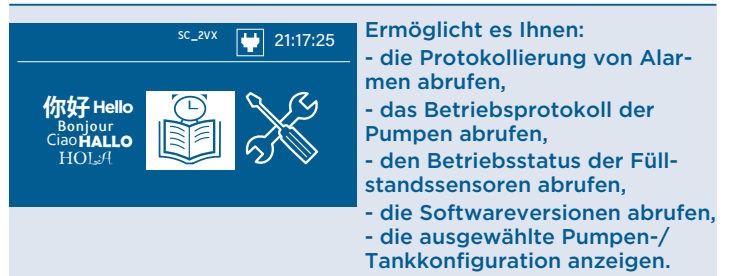 SC_2VX 21:17:25
你好 Hello
Bonjour
Ciao HALLO
HOLA
Ermöglicht es Ihnen:
- die Protokollierung von Alar-
men abrufen,
- das Betriebsprotokoll der
Pumpen abrufen,
- den Betriebsstatus der Füll-
standssensoren abrufen,
- die Softwareversionen abrufen,
- die ausgewählte Pumpen-/
Tankkonfiguration anzeigen.